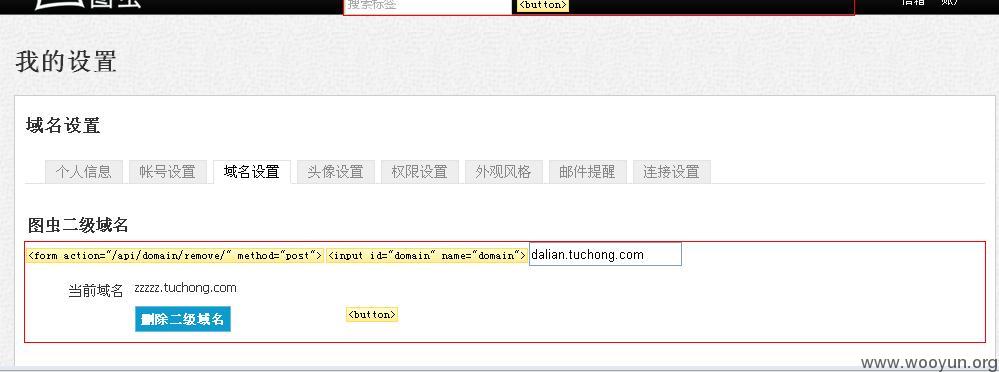 图虫
搜索标签 <button> 信箱 账户
我的设置
域名设置
个人信息 帐号设置 域名设置 头像设置 权限设置 外观风格 邮件提醒 连接设置
图虫二级域名
<form action="/api/domain/remove/" method="post"> <input id="domain" name="domain"> dalian.tuchong.com
当前域名 zzzzz.tuchong.com
删除二级域名 <button>
www.wooyun.org